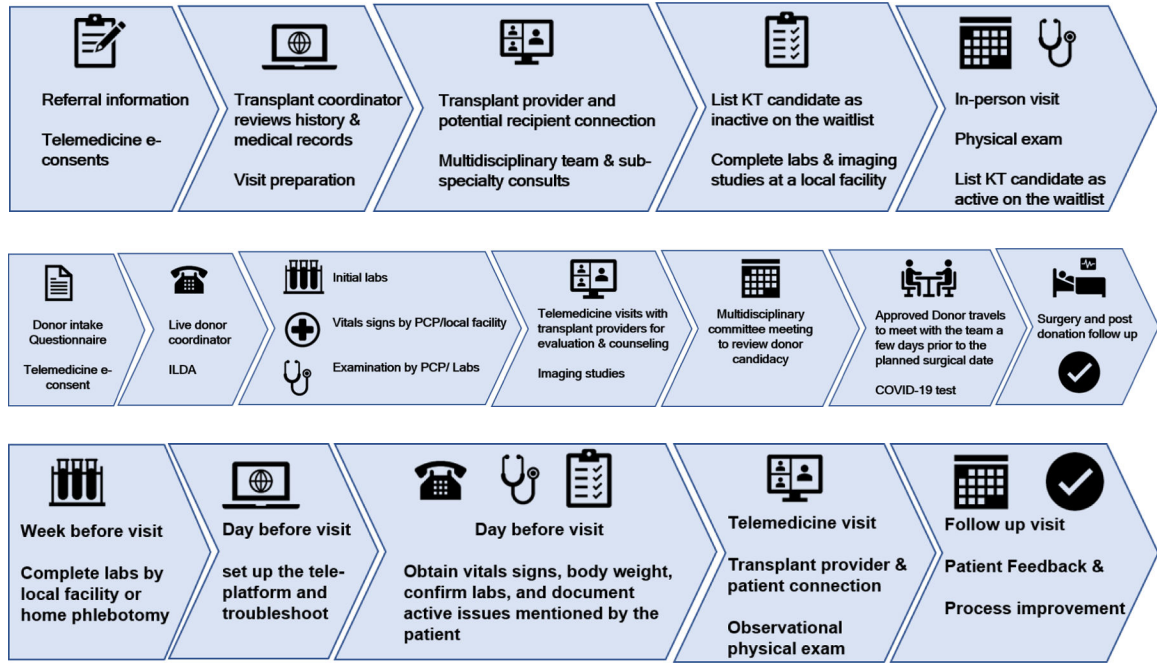 Referral information
Telemedicine e-
consents
Transplant coordinator
reviews history &
medical records
Visit preparation
Transplant provider and
potential recipient connection
Multidisciplinary team & sub-
specialty consults
List KT candidate as
inactive on the waitlist
Complete labs & imaging
studies at a local facility
In-person visit
Physical exam
List KT candidate as
active on the waitlist
Donor intake
Questionnaire
Telemedicine e-
consent
Live donor
coordinator
ILDA
Initial labs
Vitals signs by PCP/local facility
Examination by PCP/ Labs
Telemedicine visits with
transplant providers for
evaluation & counseling
Imaging studies
Multidisciplinary
committee meeting
to review donor
candidacy
Approved Donor travels
to meet with the team a
few days prior to the
planned surgical date
COVID-19 test
Surgery and post
donation follow up
Week before visit
Complete labs by
local facility or
home phlebotomy
Day before visit
set up the tele-
platform and
troubleshoot
Day before visit
Obtain vitals signs, body weight,
confirm labs, and document
active issues mentioned by the
patient
Telemedicine visit
Transplant provider &
patient connection
Observational
physical exam
Follow up visit
Patient Feedback &
Process improvement